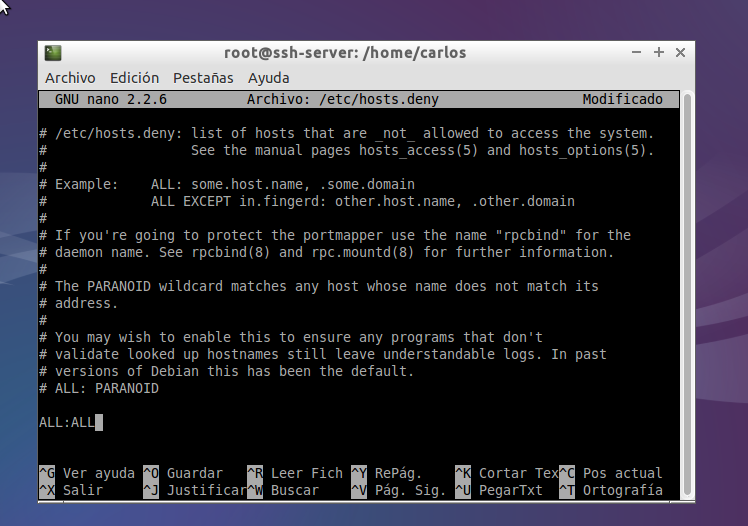 root@ssh-server: /home/carlos
Archivo Edición Pestañas Ayuda
GNU nano 2.2.6 Archivo: /etc/hosts.deny Modificado
# /etc/hosts.deny: list of hosts that are _not_ allowed to access the system.
# See the manual pages hosts_access(5) and hosts_options(5).
#
# Example: ALL: some.host.name, .some.domain
# ALL EXCEPT in.fingerd: other.host.name, .other.domain
#
# If you're going to protect the portmapper use the name "rpcbind" for the
# daemon name. See rpcbind(8) and rpc.mountd(8) for further information.
#
# The PARANOID wildcard matches any host whose name does not match its
# address.
#
# You may wish to enable this to ensure any programs that don't
# validate looked up hostnames still leave understandable logs. In past
# versions of Debian this has been the default.
# ALL: PARANOID
ALL:ALL
^G Ver ayuda ^O Guardar ^R Leer Fich ^Y RePág. ^K Cortar Tex^C Pos actual
^X Salir ^J Justificar^W Buscar ^V Pág. Sig. ^U PegarTxt ^T Ortografía